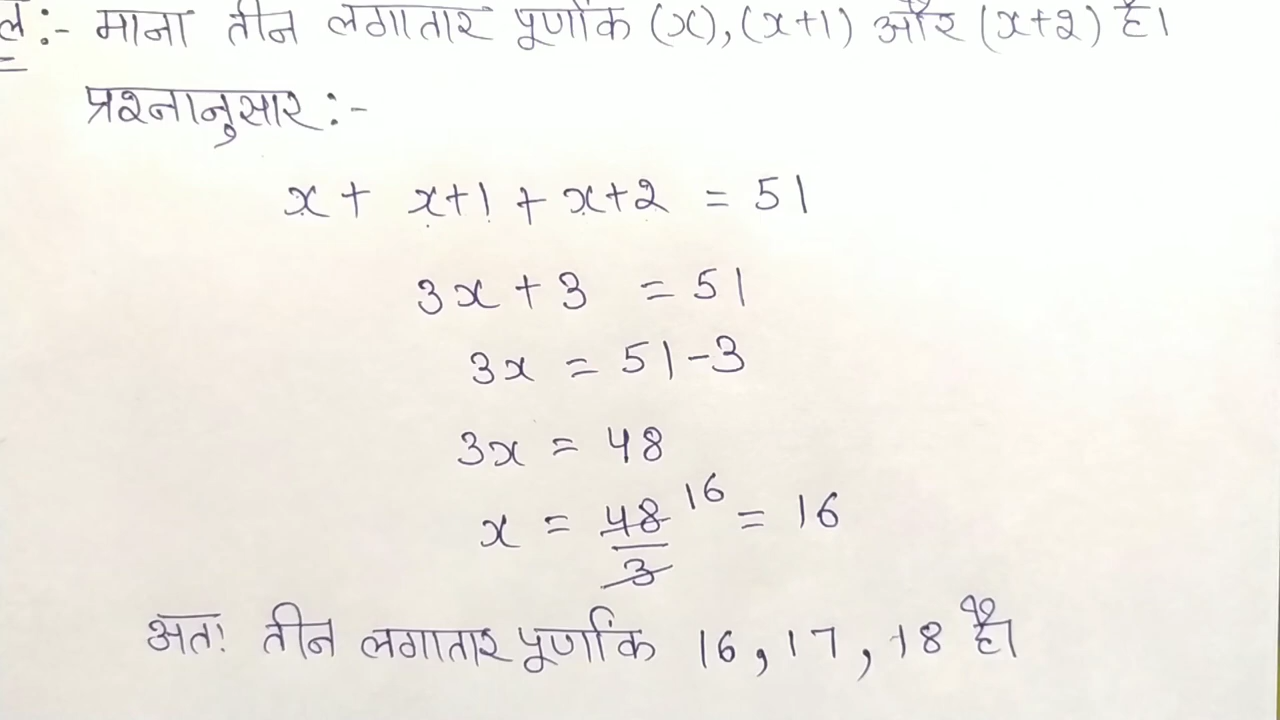 ल :- माना तीन लगातार पूर्णांक (x), (x+1) और (x+2) है।
प्रश्नानुसार :-
x + x+1 + x+2 = 51
3x + 3 = 51
3x = 51-3
3x = 48
x = 48/3 16 = 16
अत: तीन लगातार पूर्णांक 16, 17, 18 है।